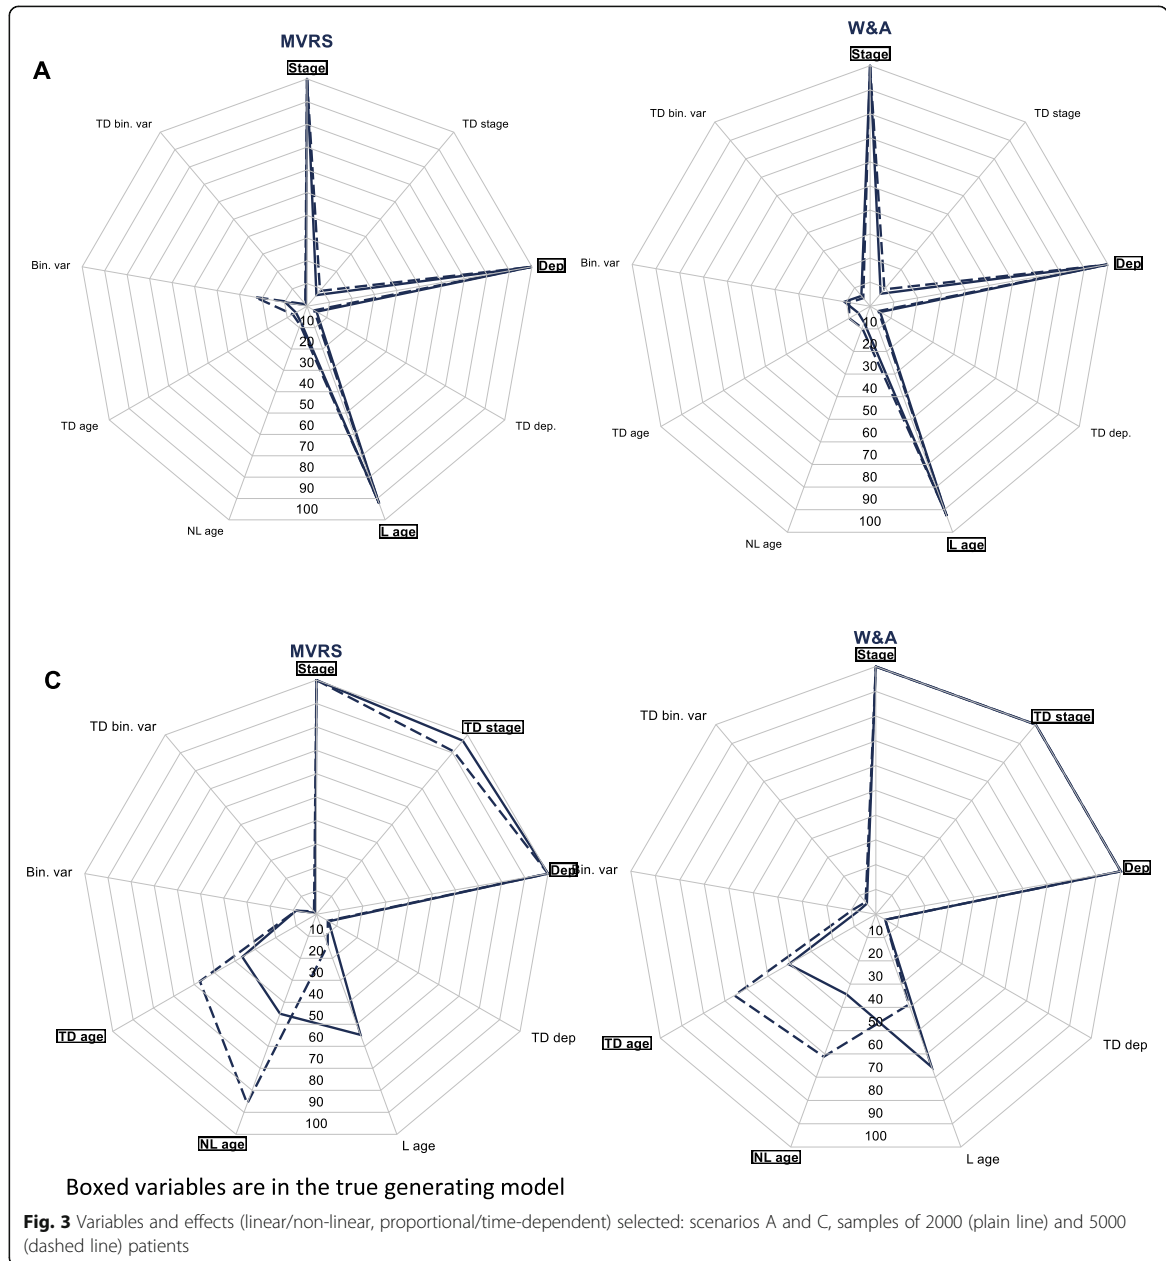 A
MVRS
Stage
TD bin. var
TD stage
Bin. var
Dep
10
20
30
40
50
60
70
80
90
100
TD age
TD dep.
NL age
L age
W&A
Stage
TD bin. var
TD stage
Bin. var
Dep
10
20
30
40
50
60
70
80
90
100
TD age
TD dep.
NL age
L age
C
MVRS
Stage
TD bin. var
TD stage
Bin. var
Dep
10
20
30
40
50
60
70
80
90
100
TD age
TD dep
NL age
L age
W&A
Stage
TD bin. var
TD stage
Bin. var
Dep
10
20
30
40
50
60
70
80
90
100
TD age
TD dep
NL age
L age
Boxed variables are in the true generating model
Fig. 3 Variables and effects (linear/non-linear, proportional/time-dependent) selected: scenarios A and C, samples of 2000 (plain line) and 5000
(dashed line) patients